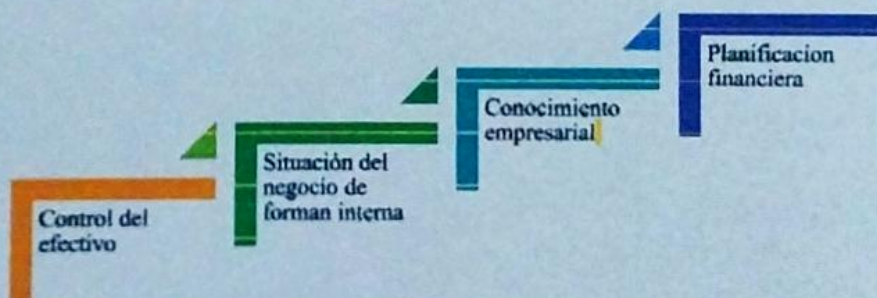 Control del
efectivo
Situación del
negocio de
forman interna
Conocimiento
empresarial
Planificacion
financiera